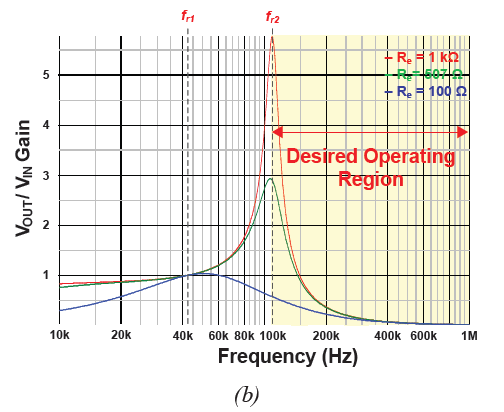 fr1 fr2
Re = 1 kΩ
Re = 507 Ω
Re = 100 Ω
5
4
3
2
1
Desired Operating
Region
VOUT/ VIN Gain
10k 20k 40k 60k 80k 100k 200k 400k 600k 1M
Frequency (Hz)
(b)